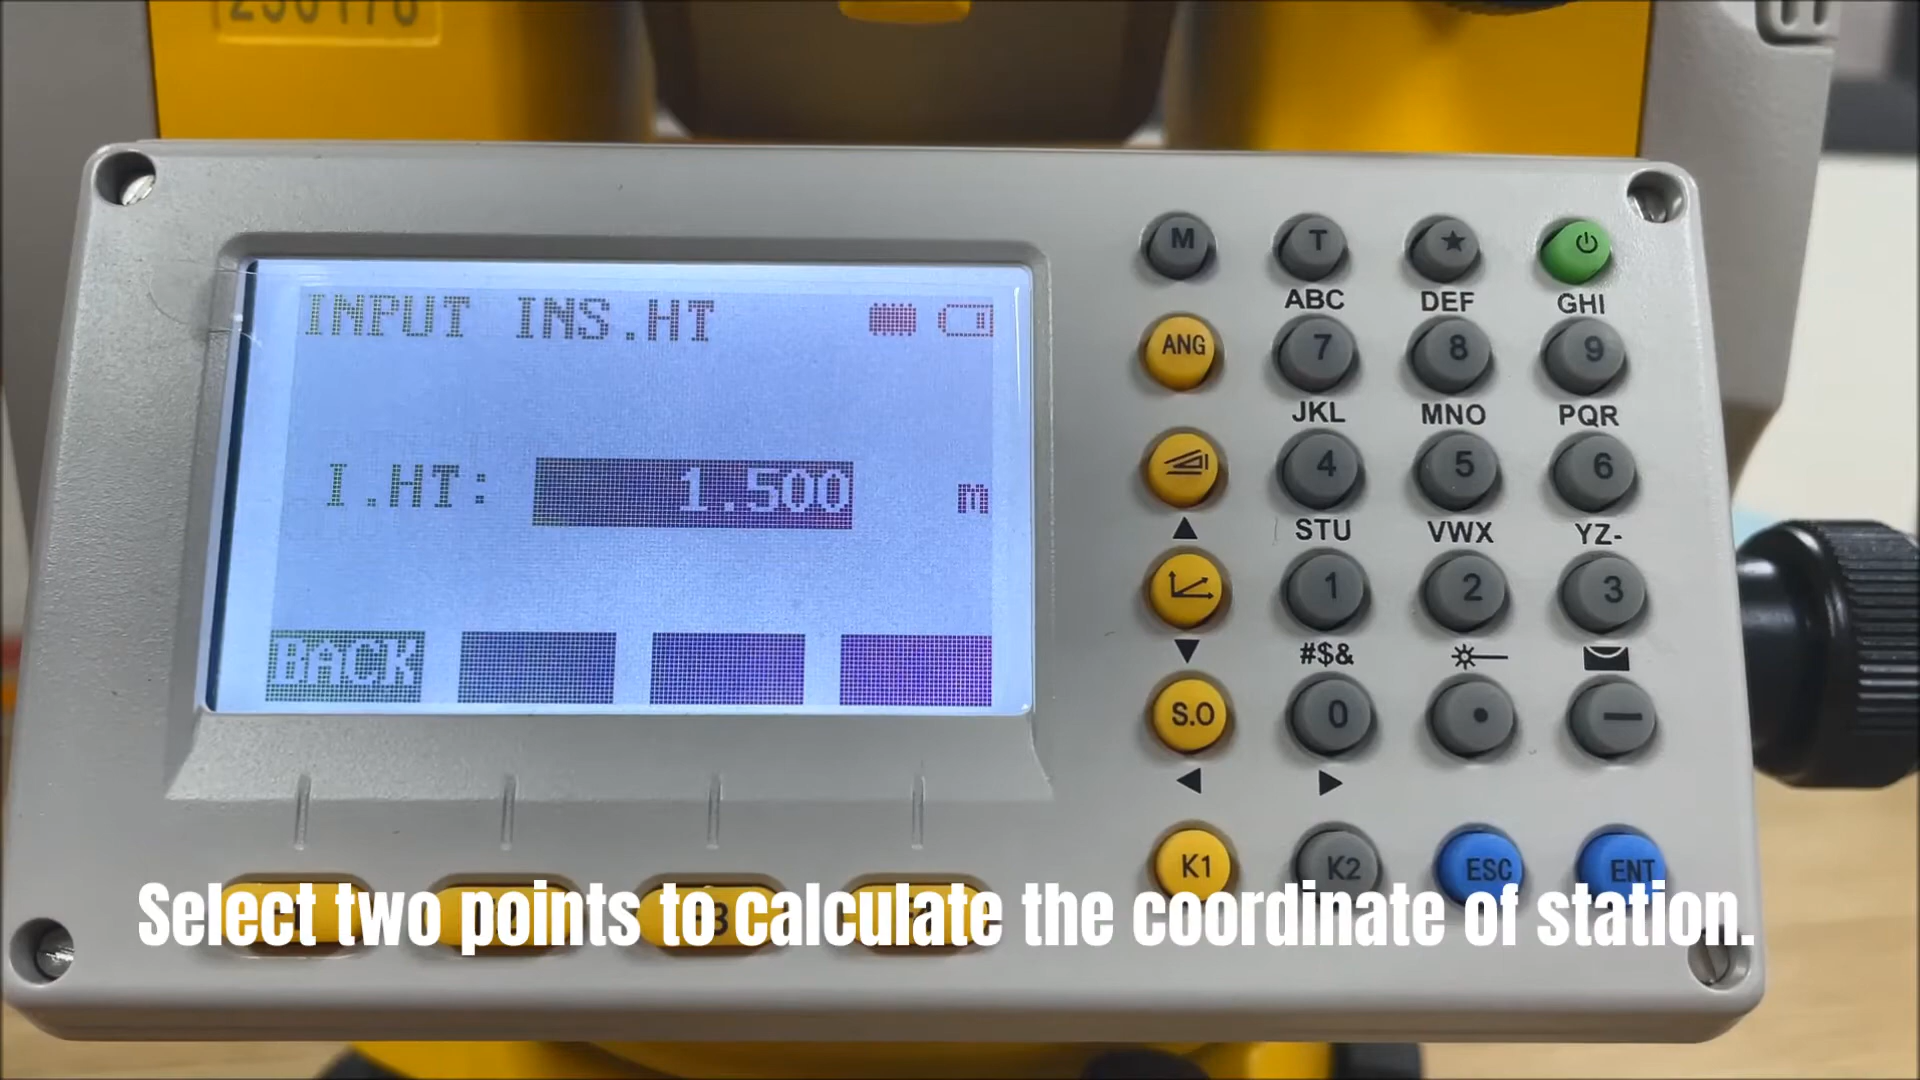 INPUT INS.HT
I.HT: 1.500 m
BACK
M T ★
ABC DEF GHI
ANG 7 8 9
JKL MNO PQR
4 5 6
▲ STU VWX YZ-
1 2 3
▼ #$&
S.O 0 • —
◀ ▶
K1 K2 ESC ENT
Select two points to calculate the coordinate of station.